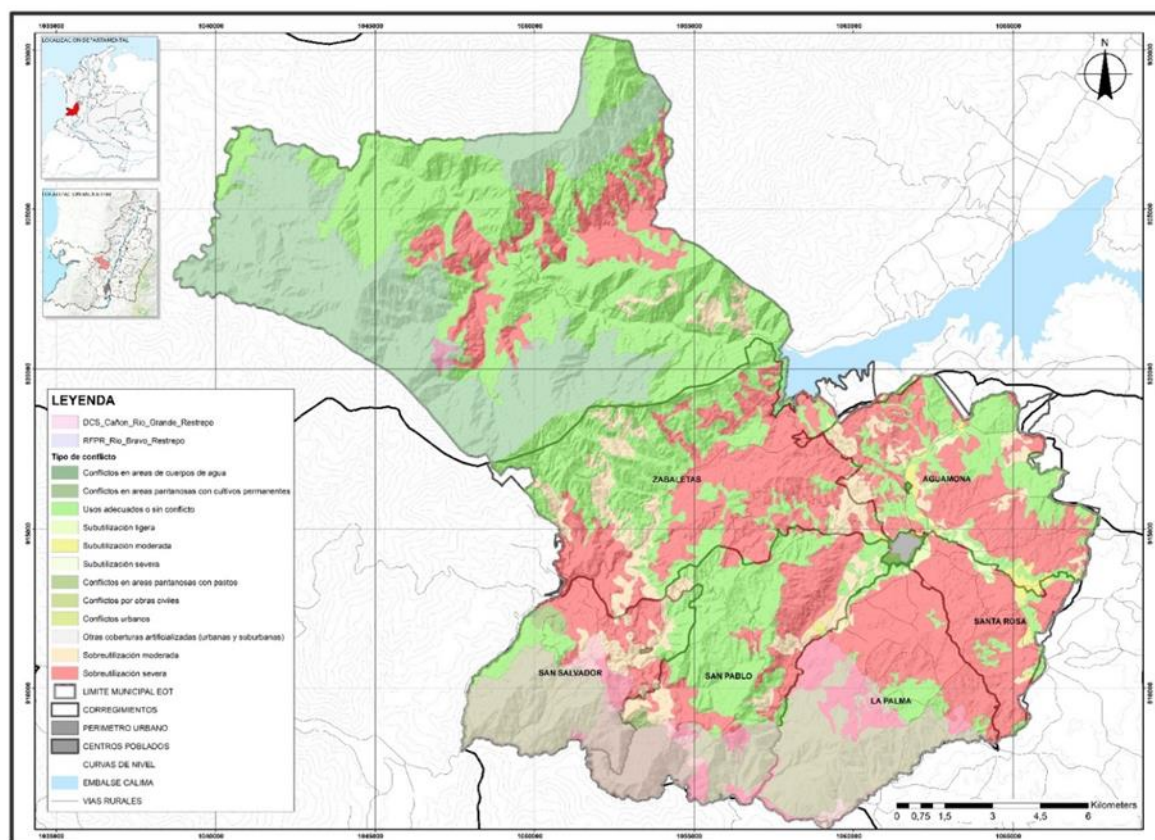 LOCALIZACION DEPARTAMENTAL
N
ZABALETAS
AGUAMONA
SANTA ROSA
SAN SALVADOR
SAN PABLO
LA PALMA
LEYENDA
DCS_Cañon_Rio_Grande_Restrepo
RFPR_Rio_Bravo_Restrepo
Tipo de conflicto
Conflictos en areas de cuerpos de agua
Conflictos en areas pantanosas con cultivos permanentes
Usos adecuados o sin conflicto
Subutilización ligera
Subutilización moderada
Subutilización severa
Conflictos en areas pantanosas con pastos
Conflictos por obras civiles
Conflictos urbanos
Otras coberturas artificializadas (urbanas y suburbanas)
Sobreutilización moderada
Sobreutilización severa
LIMITE MUNICIPAL EOT
CORREGIMIENTOS
PERIMETRO URBANO
CENTROS POBLADOS
CURVAS DE NIVEL
EMBALSE CALIMA
VIAS RURALES
0 0,75 1,5 3 4,5 6 Kilometers